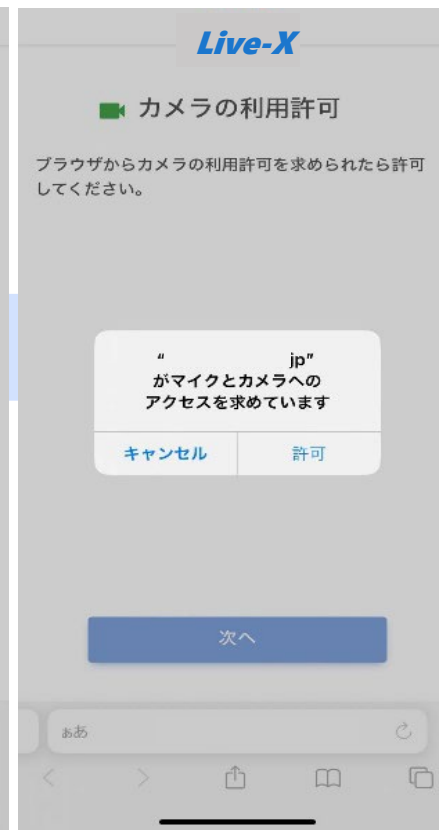 Live-X
カメラの利用許可
ブラウザからカメラの利用許可を求められたら許可
してください。
“ jp”
がマイクとカメラへの
アクセスを求めています
キャンセル 許可
次へ
ぁあ